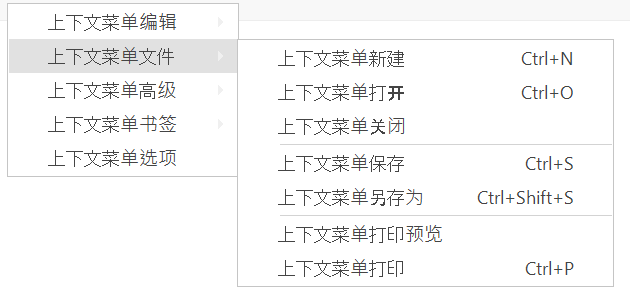 上下文菜单编辑
上下文菜单文件
上下文菜单高级
上下文菜单书签
上下文菜单选项
上下文菜单新建 Ctrl+N
上下文菜单打开 Ctrl+O
上下文菜单关闭
上下文菜单保存 Ctrl+S
上下文菜单另存为 Ctrl+Shift+S
上下文菜单打印预览
上下文菜单打印 Ctrl+P